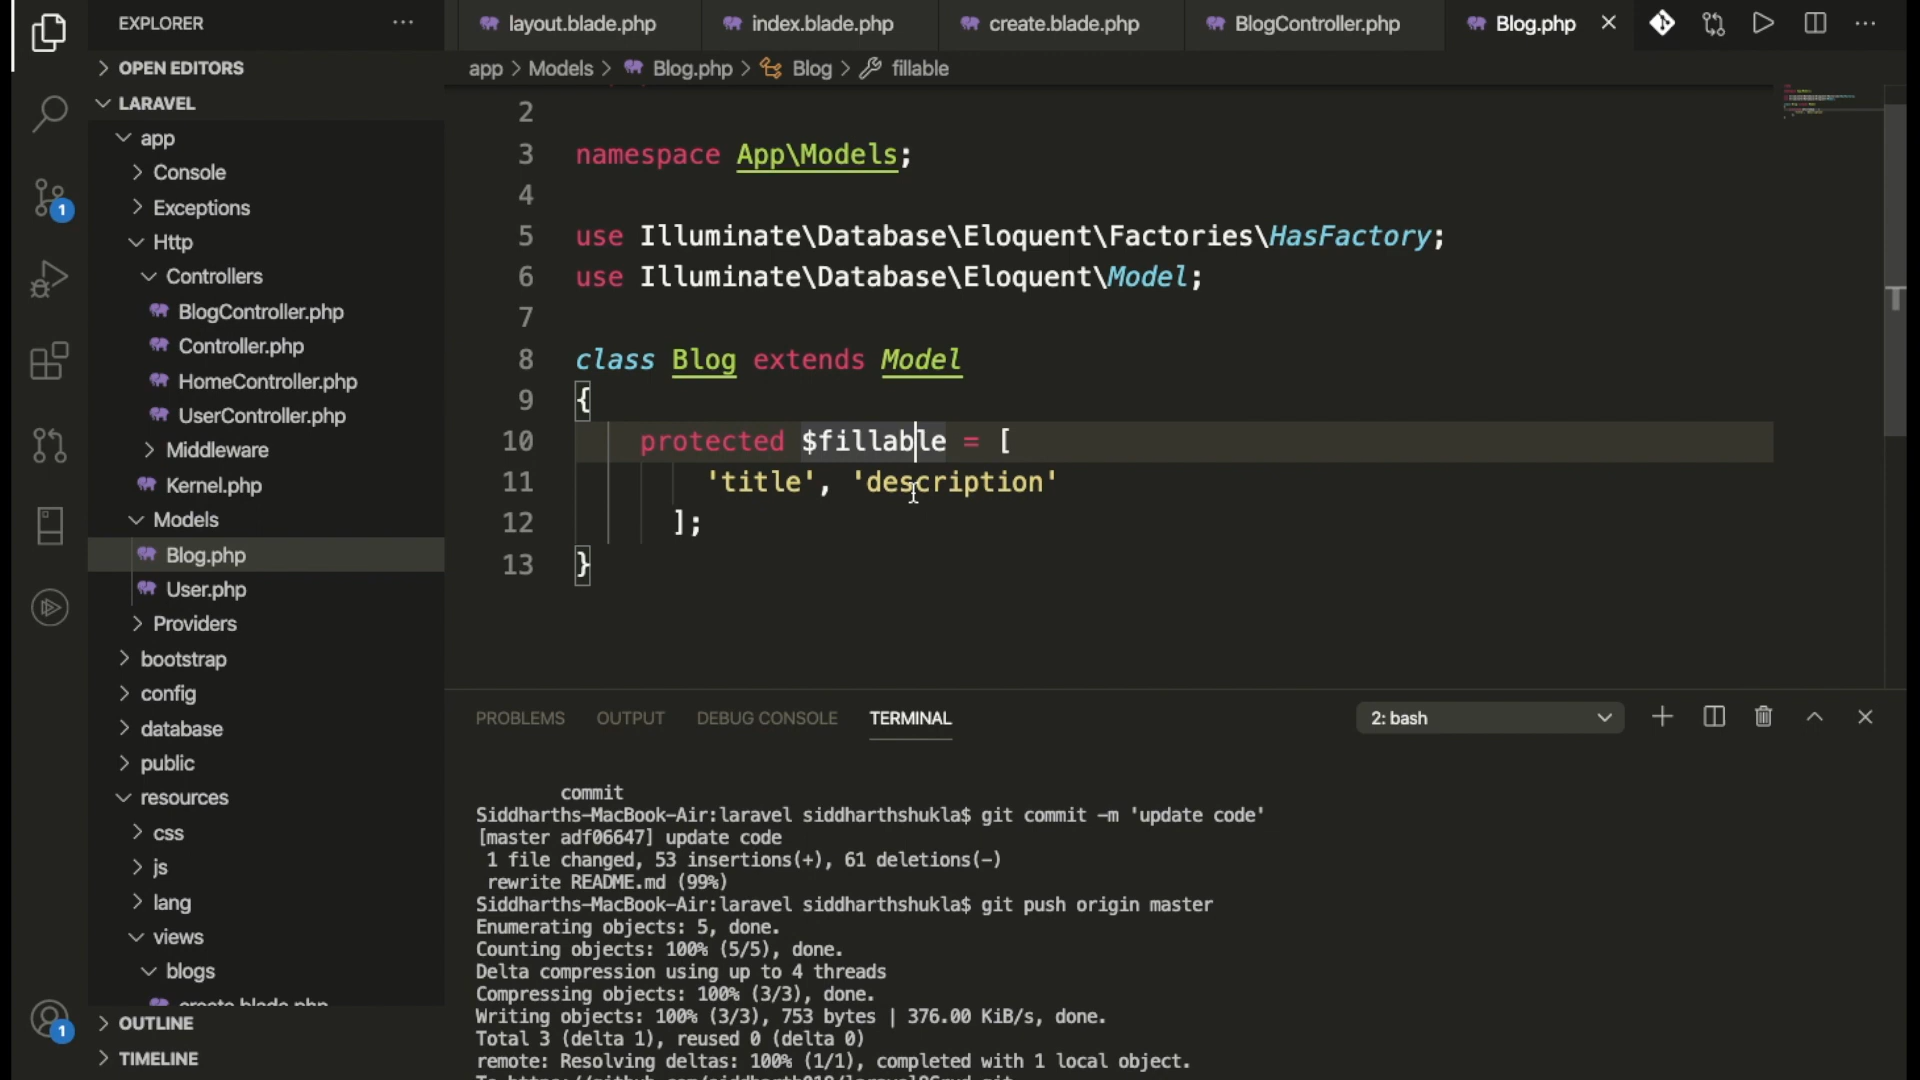 EXPLORER
layout.blade.php
index.blade.php
create.blade.php
BlogController.php
Blog.php
OPEN EDITORS
LARAVEL
app > Models > Blog.php > Blog > fillable
app
Console
Exceptions
Http
Controllers
BlogController.php
Controller.php
HomeController.php
UserController.php
Middleware
Kernel.php
Models
Blog.php
User.php
Providers
bootstrap
config
database
public
resources
css
js
lang
views
blogs
create.blade.php
OUTLINE
TIMELINE
1
1
2
3 namespace App\Models;
4
5 use Illuminate\Database\Eloquent\Factories\HasFactory;
6 use Illuminate\Database\Eloquent\Model;
7
8 class Blog extends Model
9 {
10 protected $fillable = [
11 'title', 'description'
12 ];
13 }
PROBLEMS OUTPUT DEBUG CONSOLE TERMINAL
2: bash
commit
Siddharths-MacBook-Air:laravel siddharthshukla$ git commit -m 'update code'
[master adf06647] update code
1 file changed, 53 insertions(+), 61 deletions(-)
rewrite README.md (99%)
Siddharths-MacBook-Air:laravel siddharthshukla$ git push origin master
Enumerating objects: 5, done.
Counting objects: 100% (5/5), done.
Delta compression using up to 4 threads
Compressing objects: 100% (3/3), done.
Writing objects: 100% (3/3), 753 bytes | 376.00 KiB/s, done.
Total 3 (delta 1), reused 0 (delta 0)
remote: Resolving deltas: 100% (1/1), completed with 1 local object.